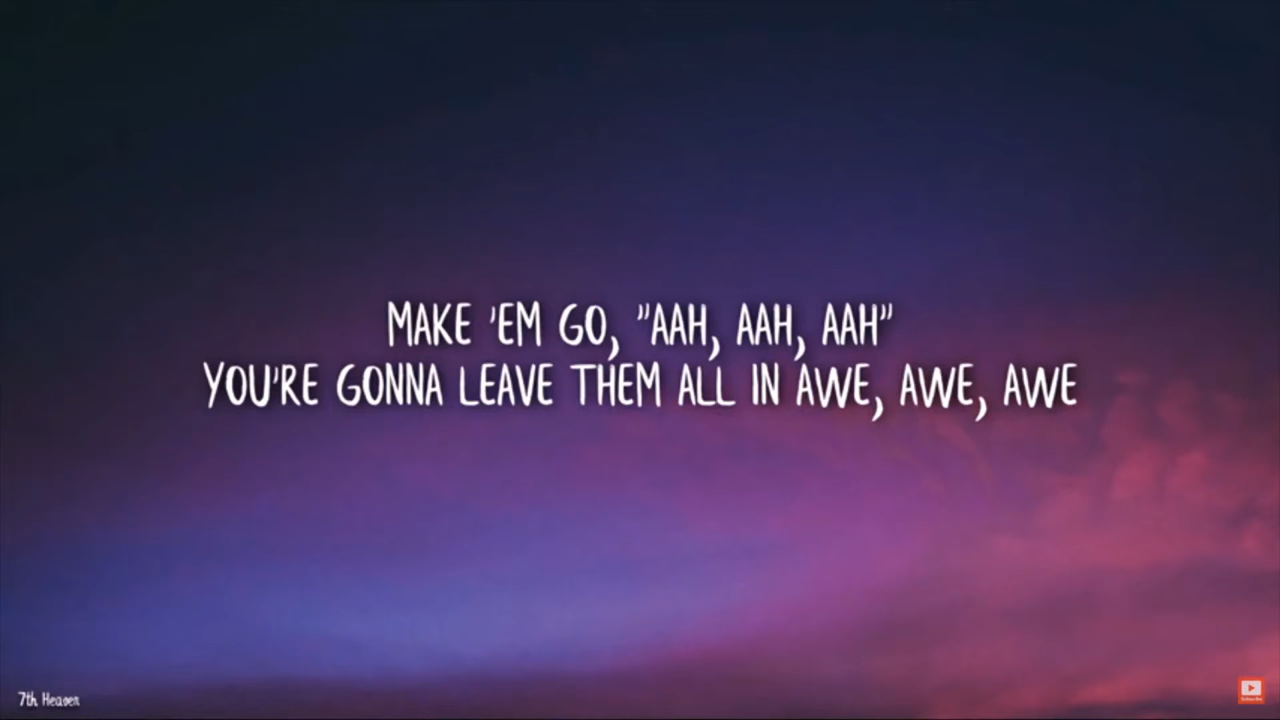 MAKE 'EM GO, "AAH, AAH, AAH"
YOU'RE GONNA LEAVE THEM ALL IN AWE, AWE, AWE
7th Heaven